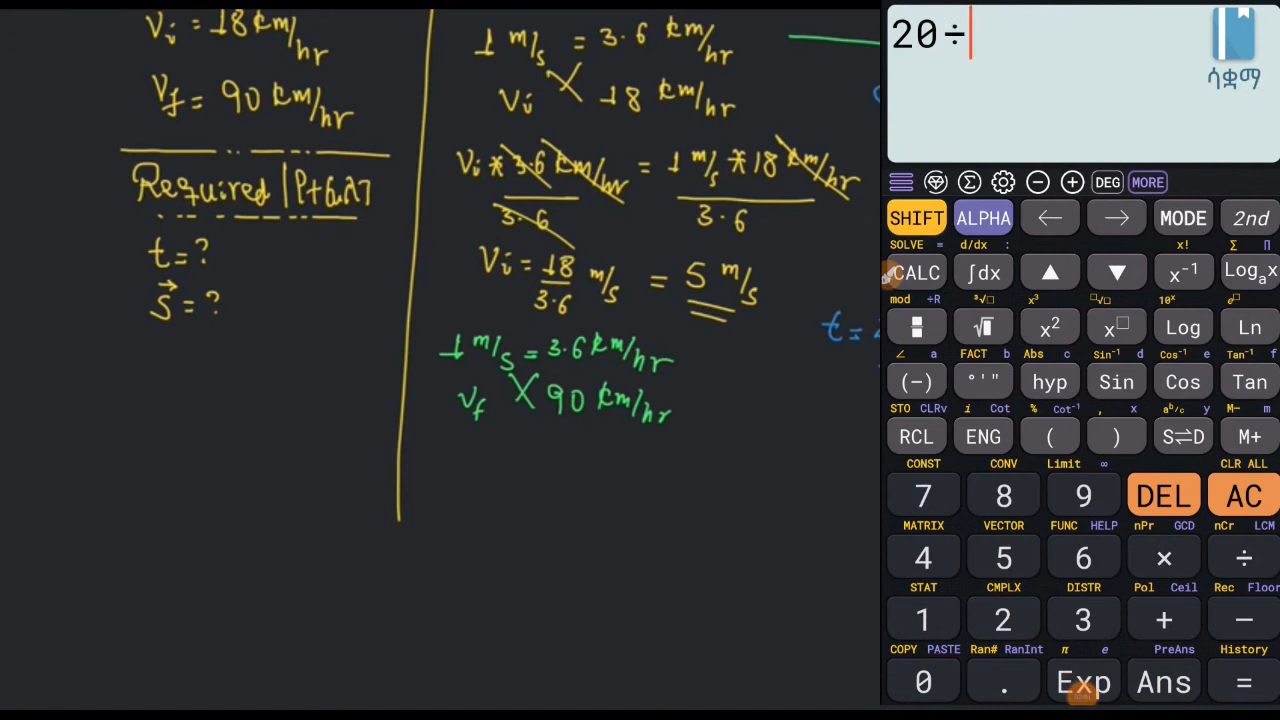 Vi = 18 km/hr
Vf = 90 km/hr
t = ?
S⃗ = ?
1 m/s = 3.6 km/hr
Vi 18 km/hr
Vi * 3.6 km/hr = 1 m/s * 18 km/hr
3.6 3.6
Vi = 18/3.6 m/s = 5 m/s
1 m/s = 3.6 km/hr
Vf 90 km/hr
t =
20÷
ሳቋማ
DEG MORE
SHIFT ALPHA ← → MODE 2nd
SOLVE = d/dx : x! Σ ∏
CALC ∫dx ▲ ▼ x⁻¹ Logₐx
mod ÷R ³√□ x³ □√□ 10ˣ e□
√ x² x□ Log Ln
∠ a FACT b Abs c Sin⁻¹ d Cos⁻¹ e Tan⁻¹ f
(−) °'" hyp Sin Cos Tan
STO CLRv i Cot % Cot⁻¹ , x a b/c y M− m
RCL ENG ( ) S⇌D M+
CONST CONV Limit ∞ CLR ALL
7 8 9 DEL AC
MATRIX VECTOR FUNC HELP nPr GCD nCr LCM
4 5 6 × ÷
STAT CMPLX DISTR Pol Ceil Rec Floor
1 2 3 + −
COPY PASTE Ran# RanInt π e PreAns History
0 . Exp Ans =